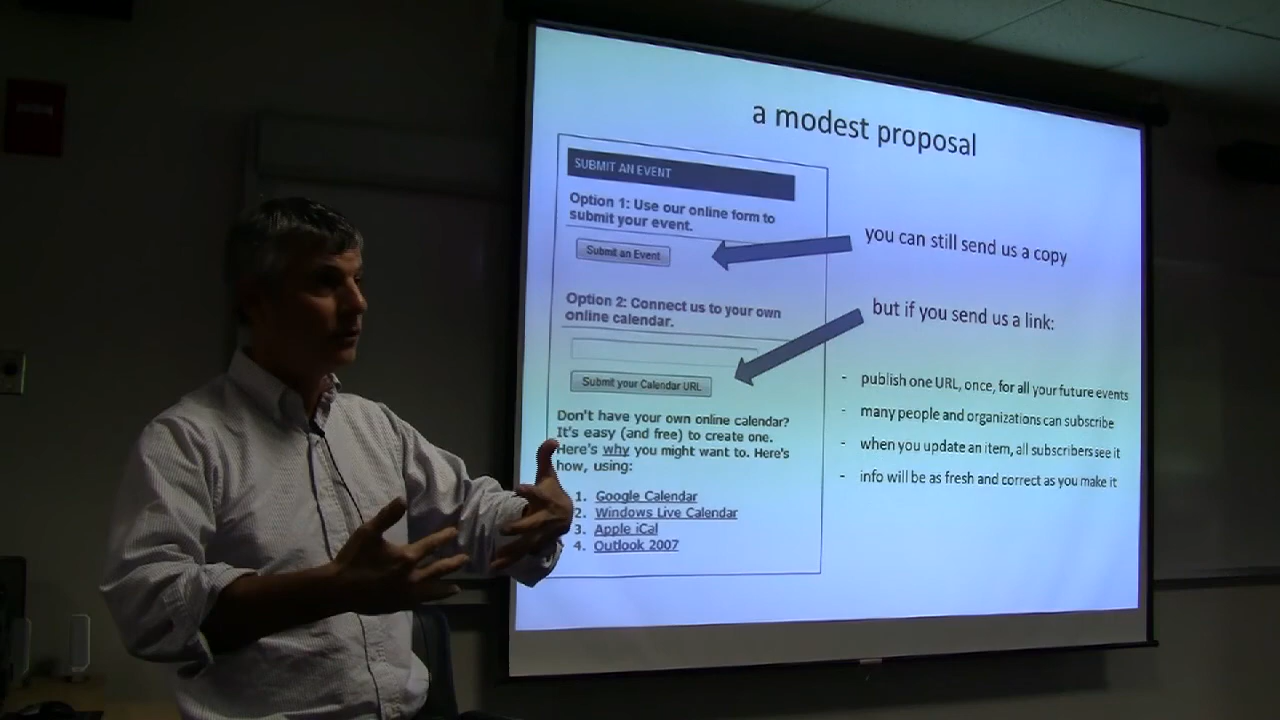 a modest proposal
SUBMIT AN EVENT
Option 1: Use our online form to
submit your event.
Submit an Event
you can still send us a copy
Option 2: Connect us to your own
online calendar.
but if you send us a link:
Submit your Calendar URL
- publish one URL, once, for all your future events
- many people and organizations can subscribe
- when you update an item, all subscribers see it
- info will be as fresh and correct as you make it
Don't have your own online calendar?
It's easy (and free) to create one.
Here's why you might want to. Here's
how, using:
1. Google Calendar
2. Windows Live Calendar
3. Apple iCal
4. Outlook 2007